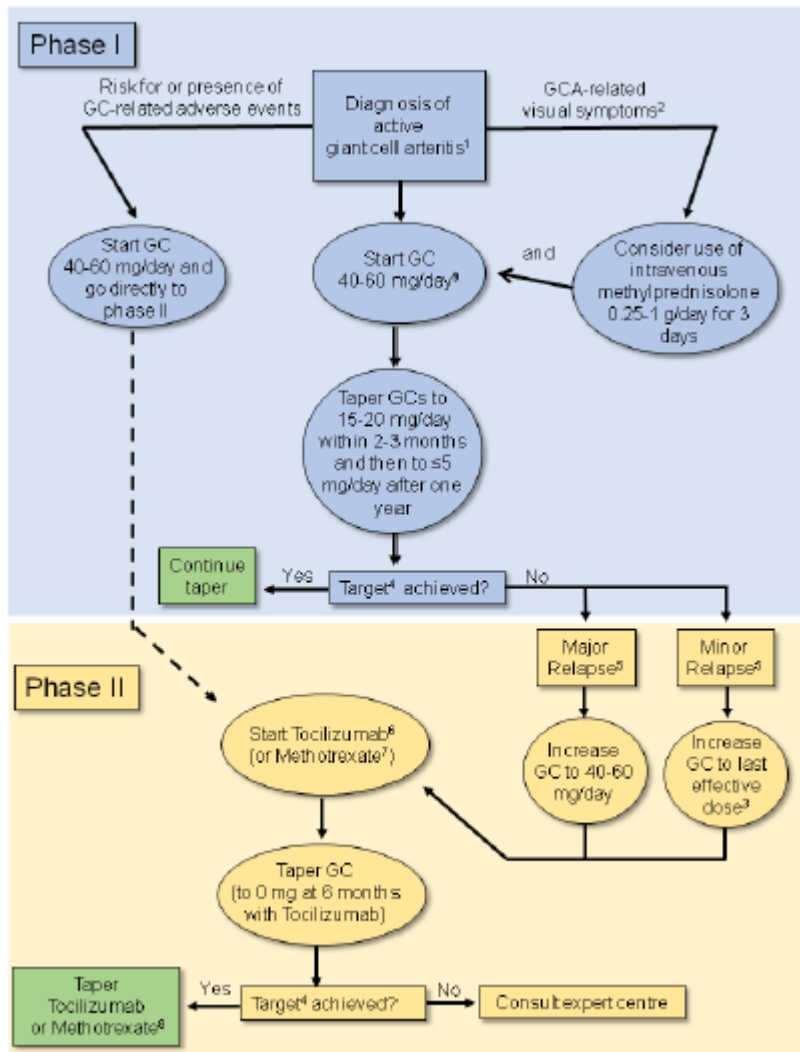 Phase I
Risk for or presence of
GC-related adverse events
Diagnosis of
active
giant cell arteritis¹
GCA-related
visual symptoms²
Start GC
40-60 mg/day and
go directly to
phase II
Start GC
40-60 mg/day⁹
and
Consider use of
intravenous
methylprednisolone
0.25-1 g/day for 3
days
Taper GCs to
15-20 mg/day
within 2-3 months
and then to ≤5
mg/day after one
year
Continue
taper
Yes
Target⁴ achieved?
No
Phase II
Major
Relapse⁵
Minor
Relapse⁵
Start Tocilizumab⁶
(or Methotrexate⁷)
Increase
GC to 40-60
mg/day
Increase
GC to last
effective
dose³
Taper GC
(to 0 mg at 6 months
with Tocilizumab)
Taper
Tocilizumab
or Methotrexate⁸
Yes
Target⁴ achieved?
No
Consult expert centre